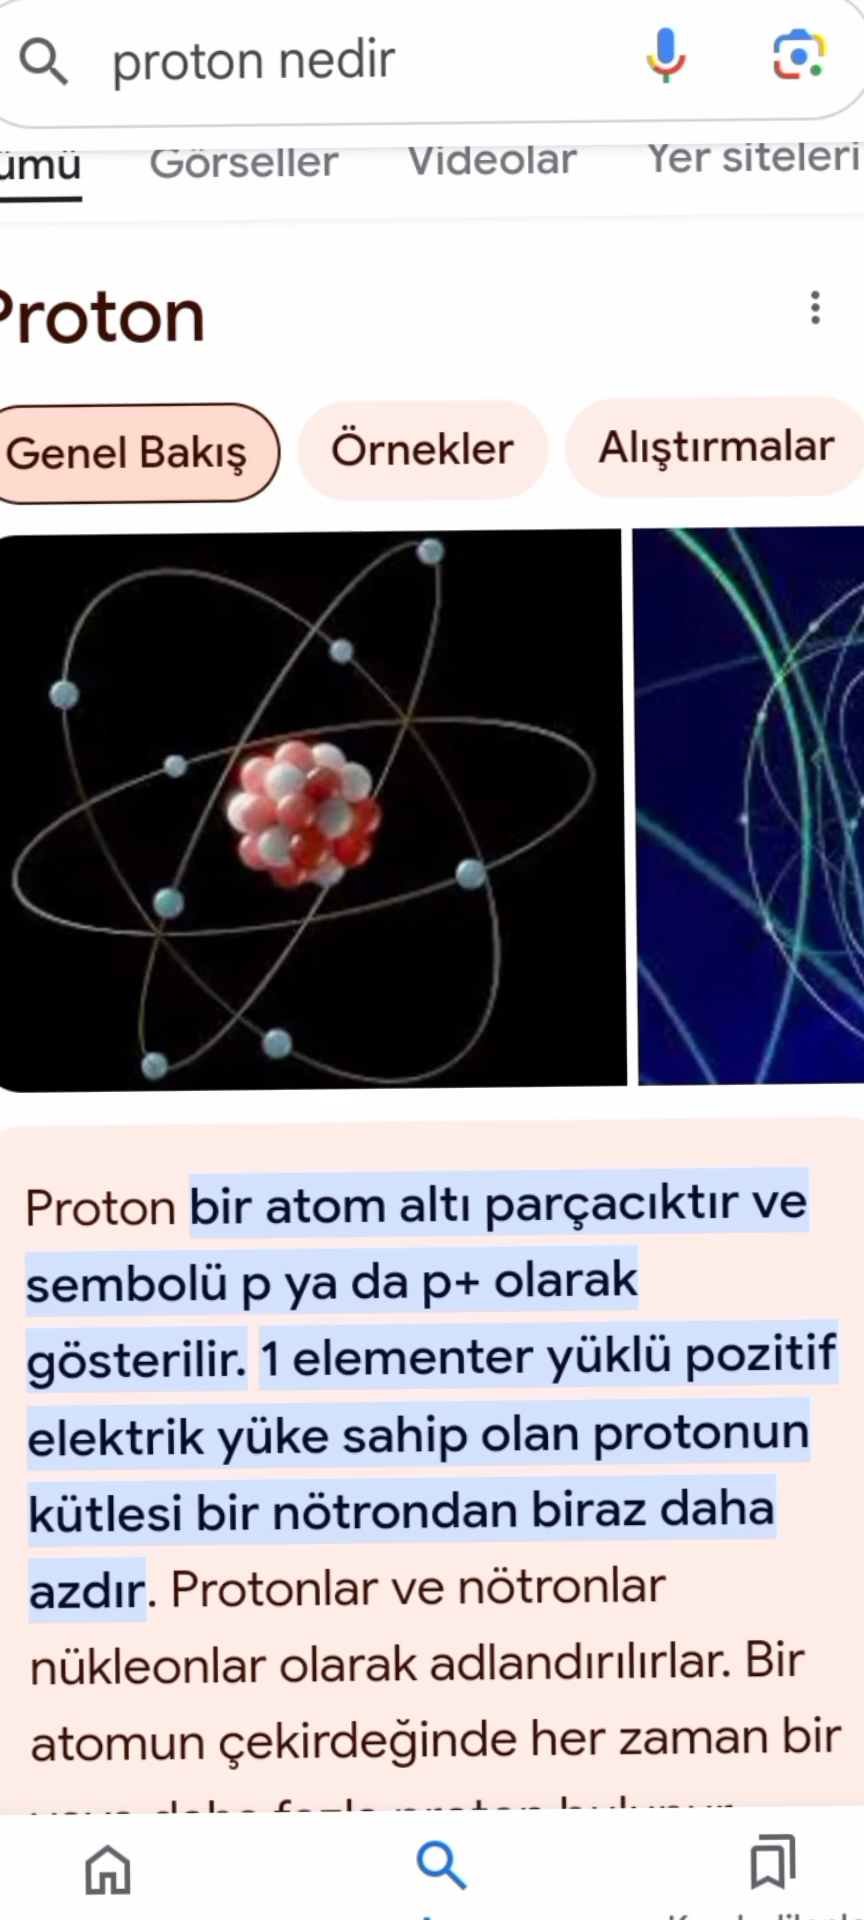 proton nedir
Görseller Videolar Yer siteleri
Proton
Genel Bakış Örnekler Alıştırmalar
Proton bir atom altı parçacıktır ve
sembolü p ya da p+ olarak
gösterilir. 1 elementer yüklü pozitif
elektrik yüke sahip olan protonun
kütlesi bir nötrondan biraz daha
azdır. Protonlar ve nötronlar
nükleonlar olarak adlandırılırlar. Bir
atomun çekirdeğinde her zaman bir